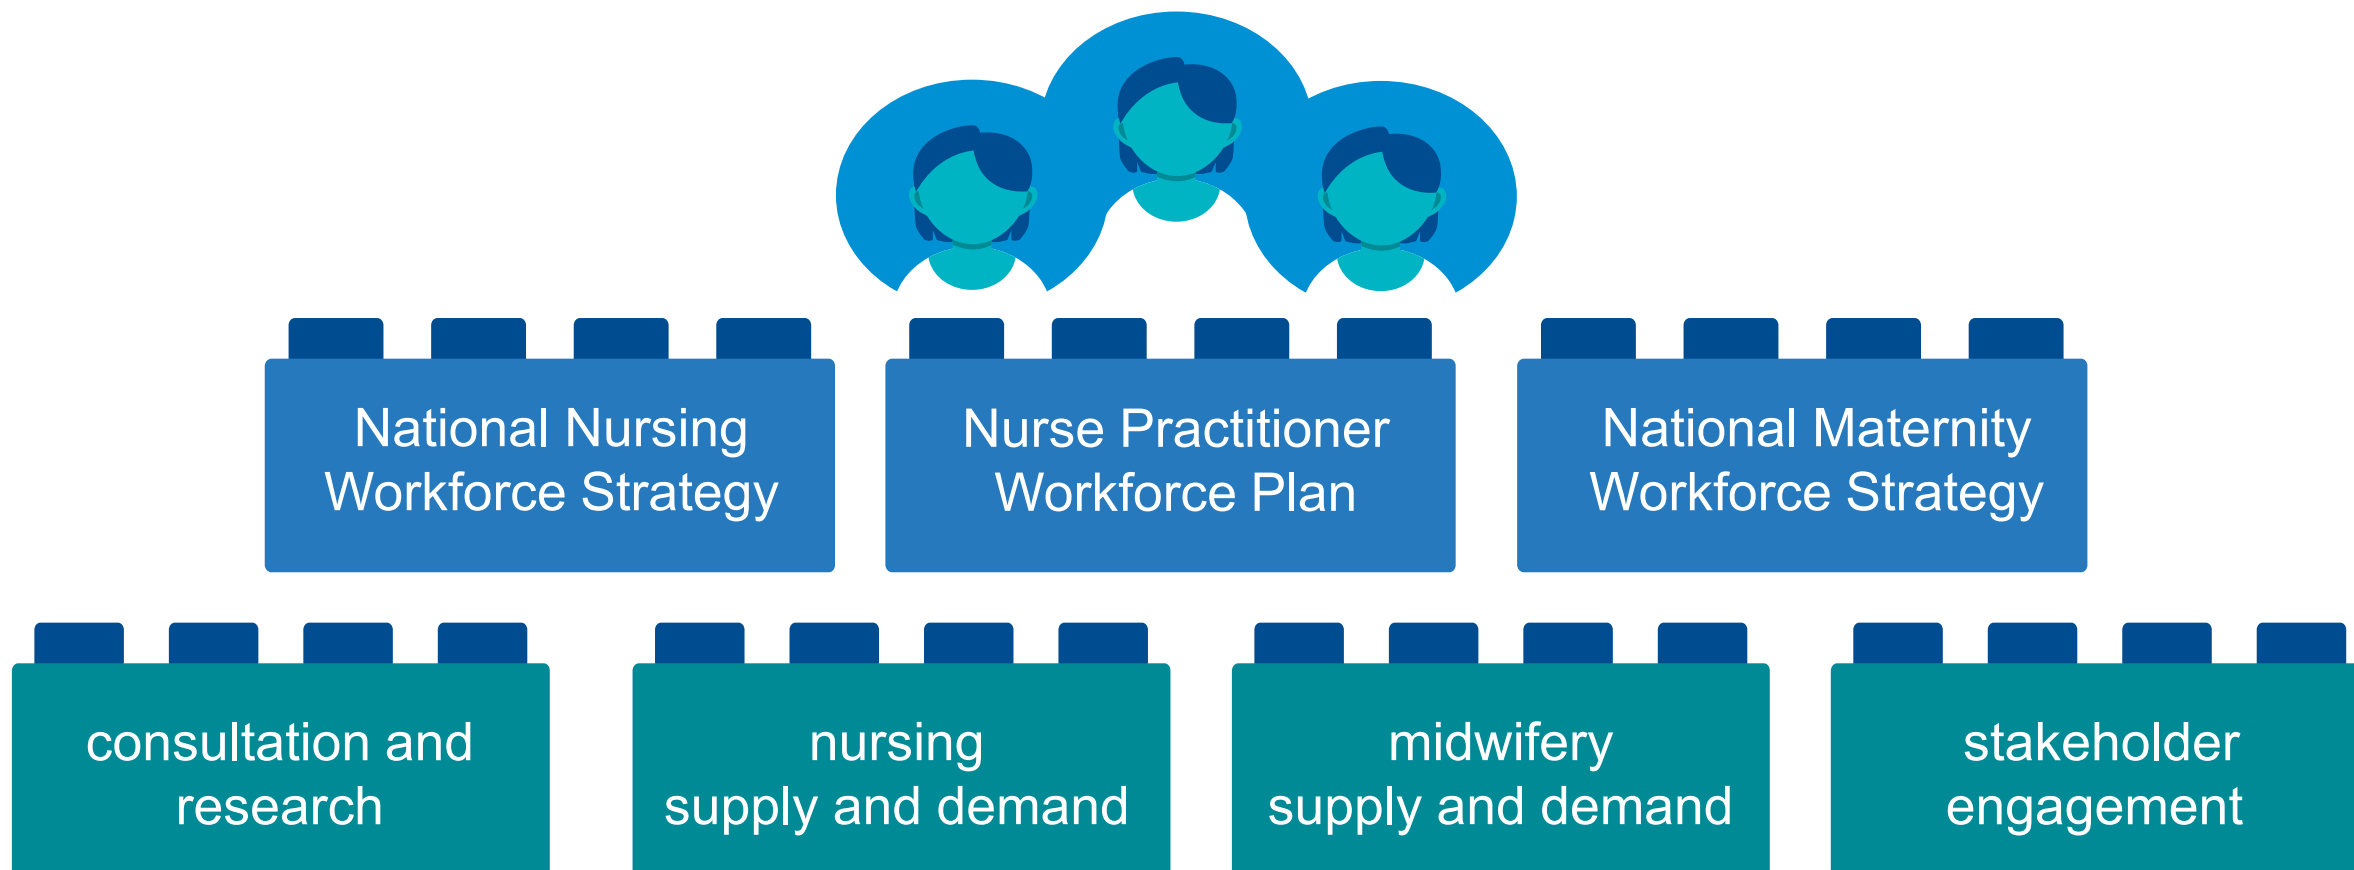 National Nursing
Workforce Strategy
Nurse Practitioner
Workforce Plan
National Maternity
Workforce Strategy
consultation and
research
nursing
supply and demand
midwifery
supply and demand
stakeholder
engagement